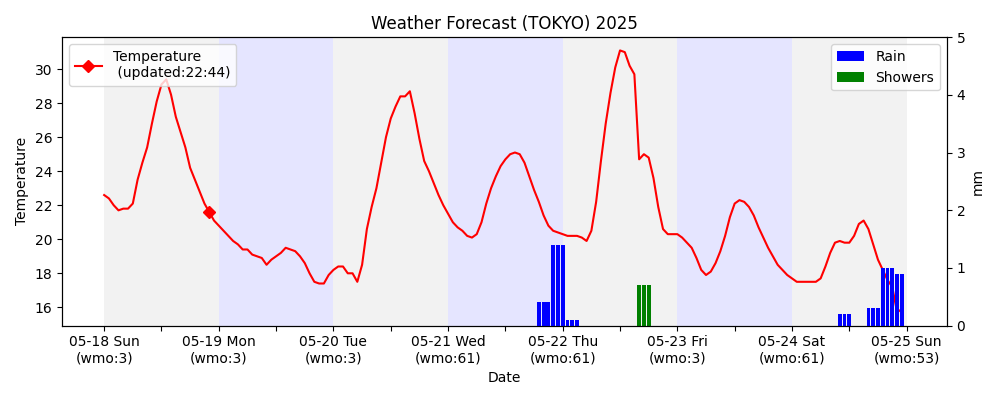 Weather Forecast (TOKYO) 2025
Temperature
(updated:22:44)
Rain
Showers
30
28
26
24
22
20
18
16
Temperature
5
4
3
2
1
0
mm
05-18 Sun
(wmo:3)
05-19 Mon
(wmo:3)
05-20 Tue
(wmo:3)
05-21 Wed
(wmo:61)
05-22 Thu
(wmo:61)
05-23 Fri
(wmo:3)
05-24 Sat
(wmo:61)
05-25 Sun
(wmo:53)
Date